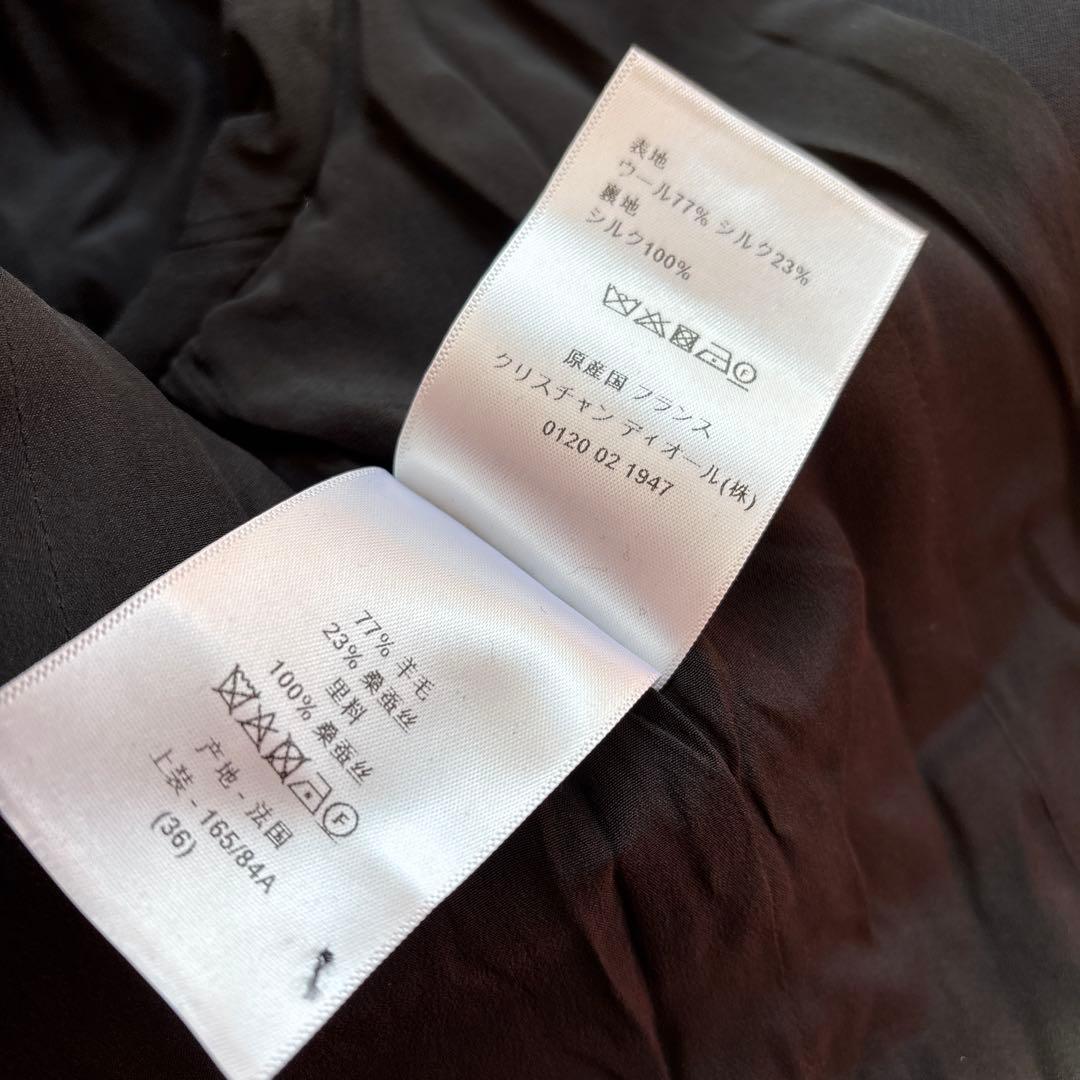 表地
ウール77% シルク23%
裏地
シルク100%
F
原産国 フランス
クリスチャン ディオール(株)
0120 02 1947
77% 羊毛
23% 桑蚕丝
里料
100% 桑蚕丝
F
产地 - 法国
上装 - 165/84A
(36)